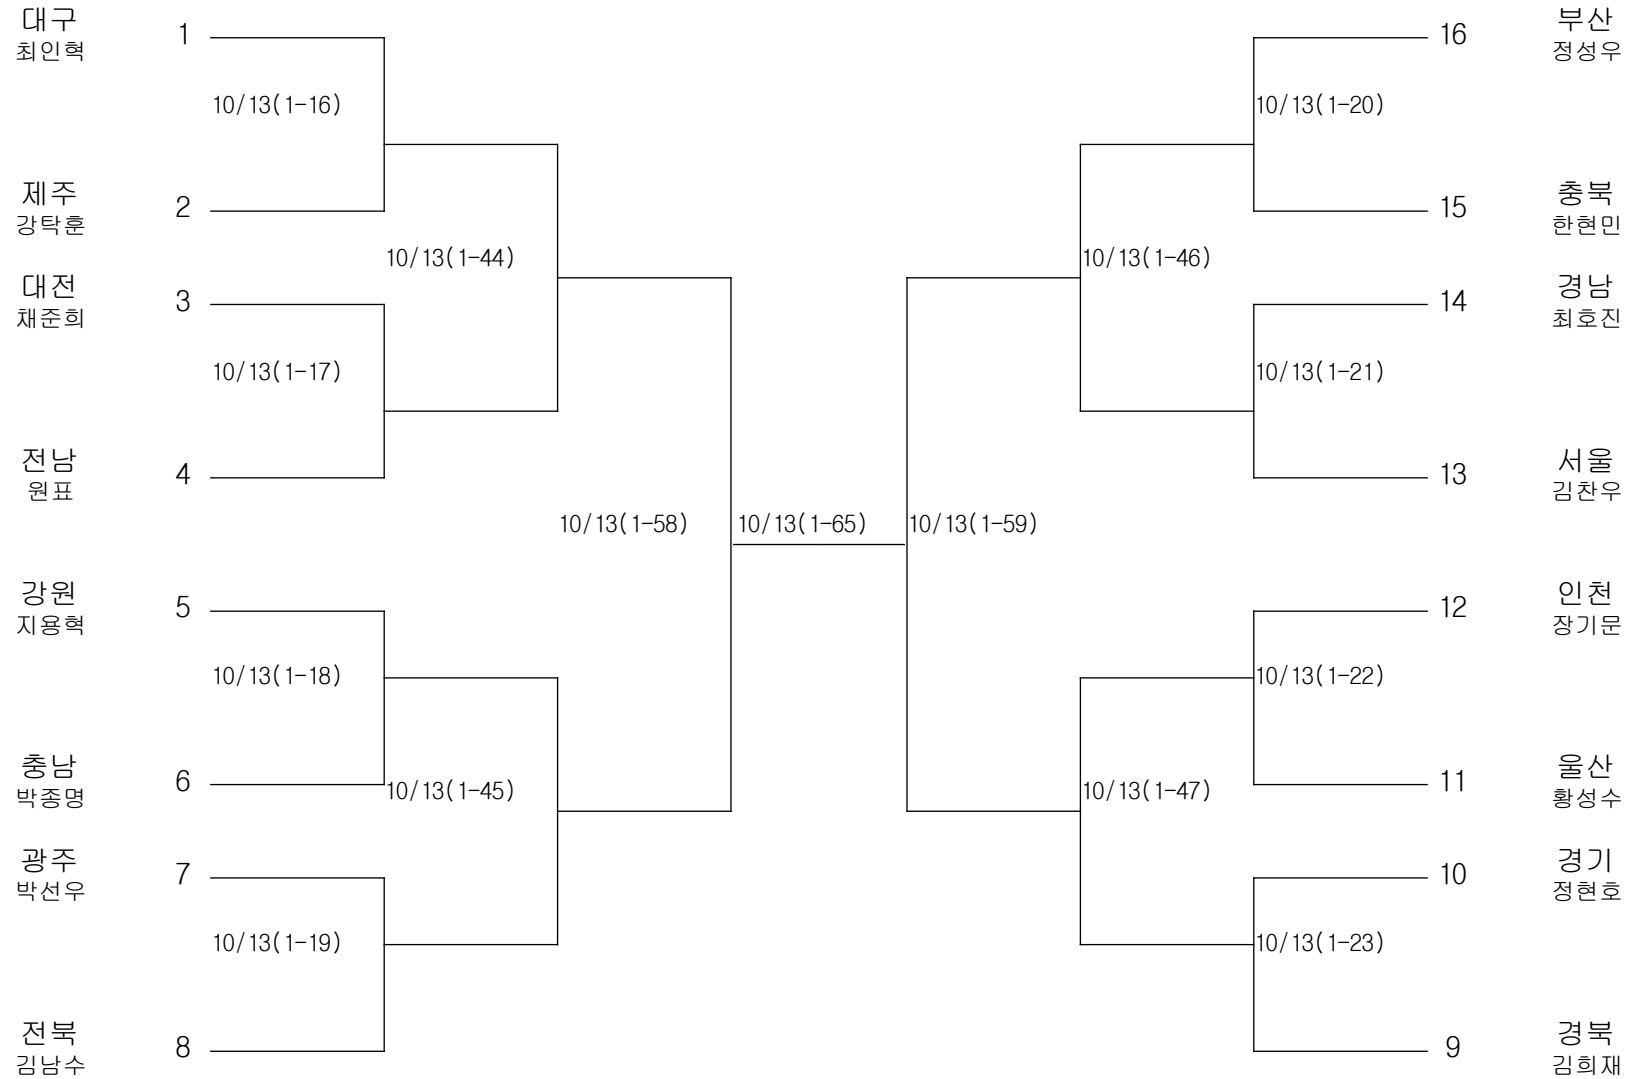 대구
최인혁
1
16
부산
정성우
10/13(1-16)
10/13(1-20)
제주
강탁훈
2
15
충북
한현민
10/13(1-44)
10/13(1-46)
대전
채준희
3
14
경남
최호진
10/13(1-17)
10/13(1-21)
전남
원표
4
13
서울
김찬우
10/13(1-58)
10/13(1-65)
10/13(1-59)
강원
지용혁
5
12
인천
장기문
10/13(1-18)
10/13(1-22)
충남
박종명
6
11
울산
황성수
10/13(1-45)
10/13(1-47)
광주
박선우
7
10
경기
정현호
10/13(1-19)
10/13(1-23)
전북
김남수
8
9
경북
김희재